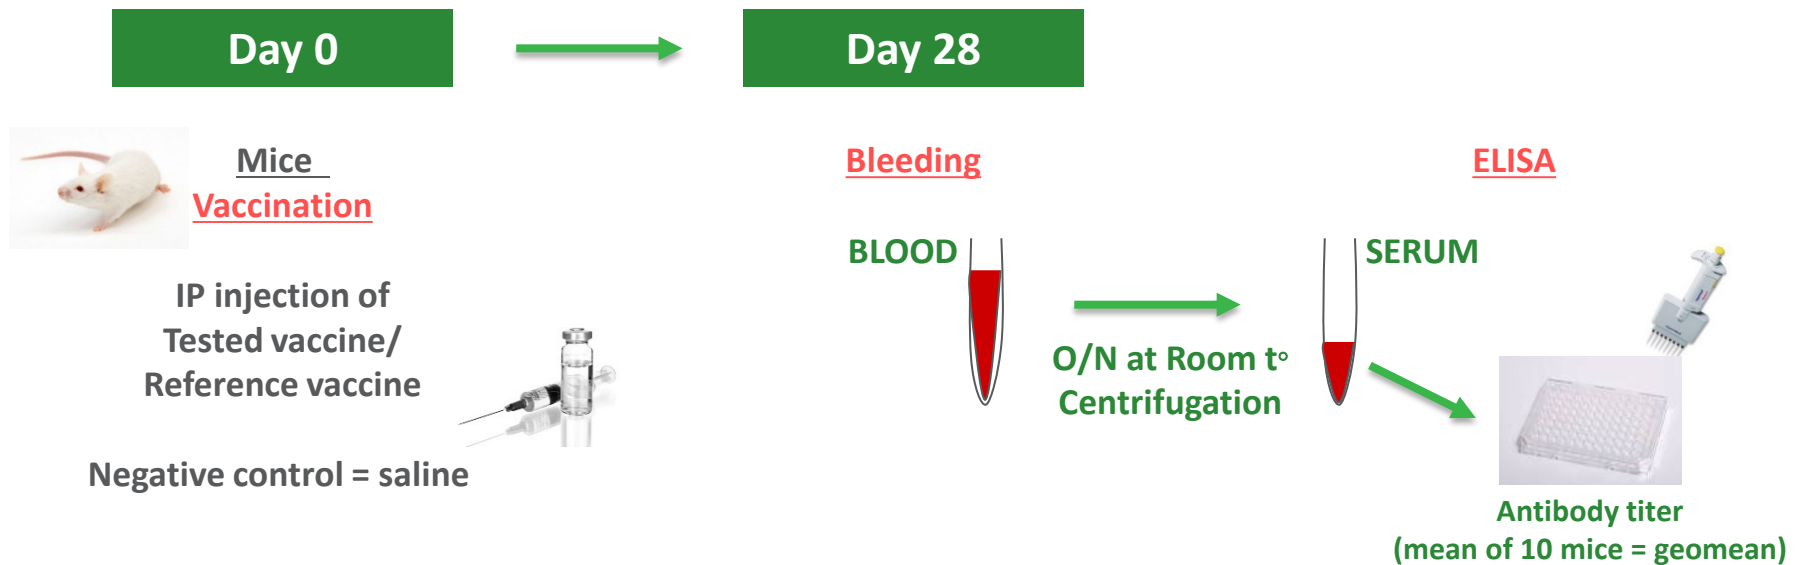 Day 0
Day 28
Mice
Vaccination
IP injection of
Tested vaccine/
Reference vaccine
Negative control = saline
Bleeding
BLOOD
O/N at Room t°
Centrifugation
ELISA
SERUM
Antibody titer
(mean of 10 mice = geomean)